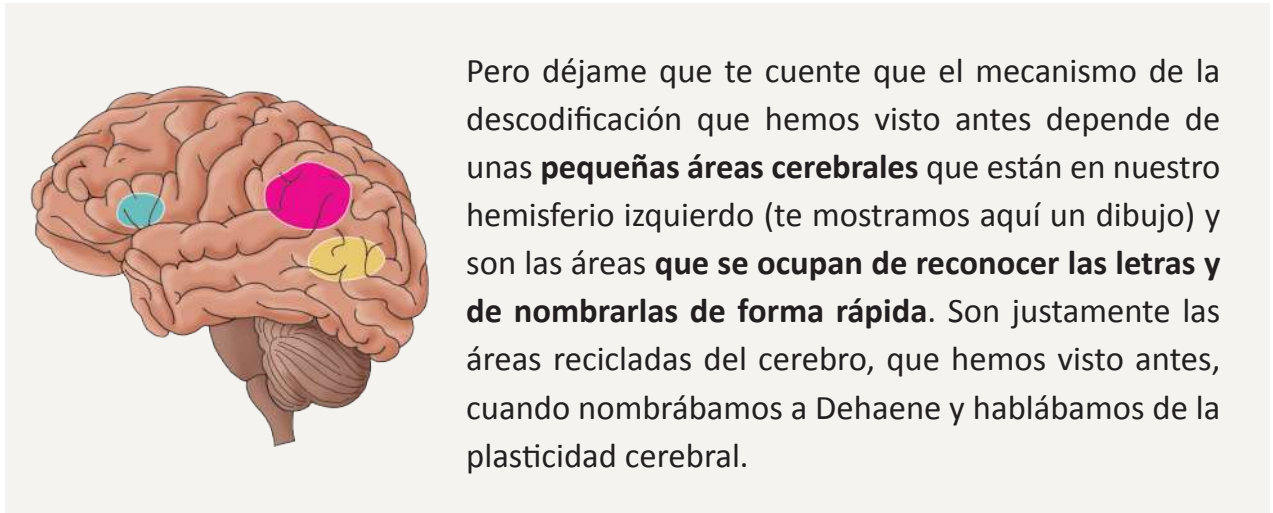 Pero déjame que te cuente que el mecanismo de la
descodificación que hemos visto antes depende de
unas pequeñas áreas cerebrales que están en nuestro
hemisferio izquierdo (te mostramos aquí un dibujo) y
son las áreas que se ocupan de reconocer las letras y
de nombrarlas de forma rápida. Son justamente las
áreas recicladas del cerebro, que hemos visto antes,
cuando nombrábamos a Dehaene y hablábamos de la
plasticidad cerebral.